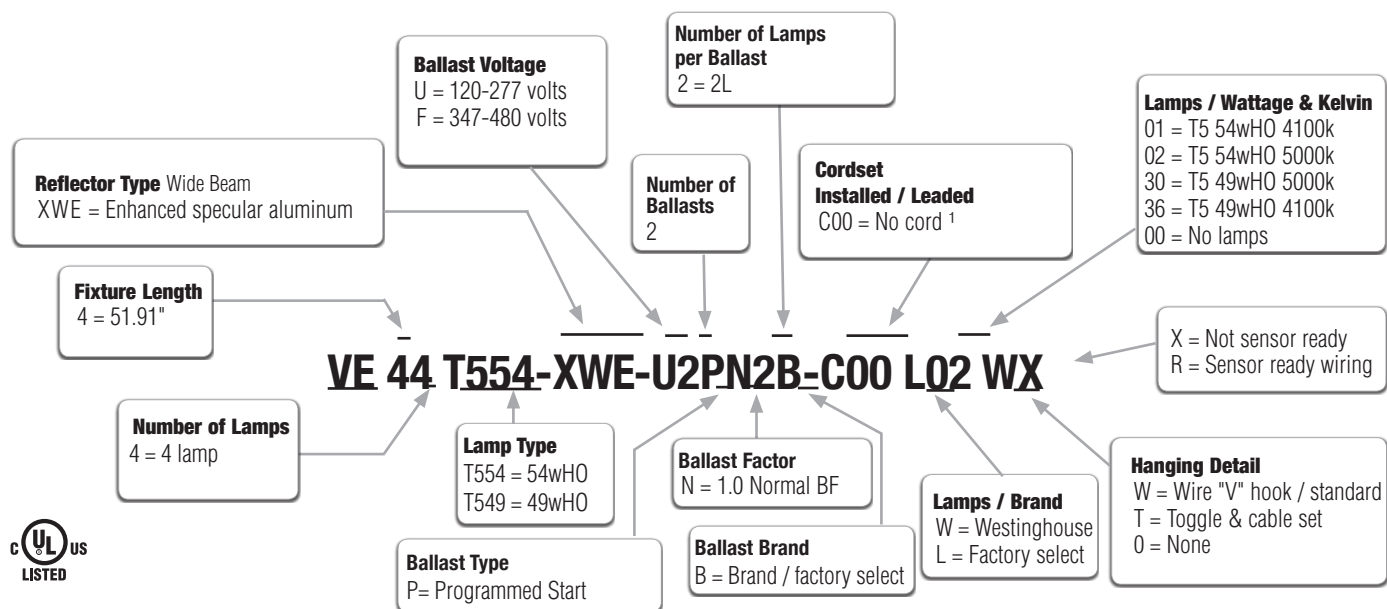 Number of Lamps
per Ballast
2 = 2L
Ballast Voltage
U = 120-277 volts
F = 347-480 volts
Lamps / Wattage & Kelvin
01 = T5 54wHO 4100k
02 = T5 54wHO 5000k
30 = T5 49wHO 5000k
36 = T5 49wHO 4100k
00 = No lamps
Reflector Type Wide Beam
XWE = Enhanced specular aluminum
Number of
Ballasts
2
Cordset
Installed / Leaded
C00 = No cord 1
Fixture Length
4 = 51.91"
X = Not sensor ready
R = Sensor ready wiring
VE 44 T554-XWE-U2PN2B-C00 L02 WX
Number of Lamps
4 = 4 lamp
Lamp Type
T554 = 54wHO
T549 = 49wHO
Ballast Factor
N = 1.0 Normal BF
Lamps / Brand
W = Westinghouse
L = Factory select
Hanging Detail
W = Wire "V" hook / standard
T = Toggle & cable set
0 = None
Ballast Type
P= Programmed Start
Ballast Brand
B = Brand / factory select
C UL ® US
LISTED